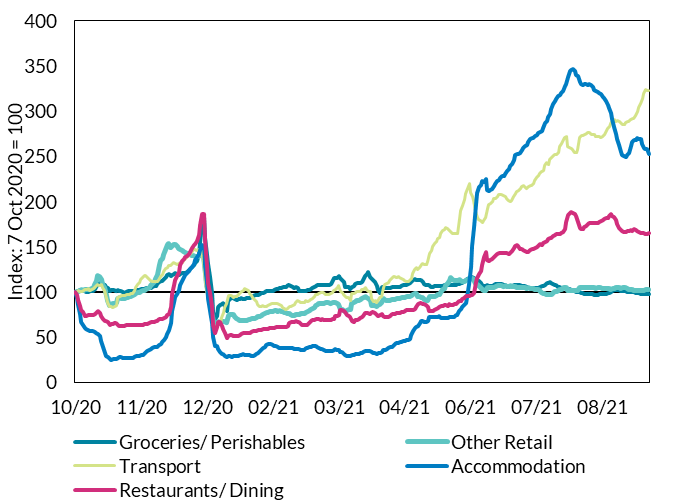 400
350
300
250
200
150
100
50
0
Index: 7 Oct 2020 = 100
10/20 11/20 12/20 02/21 03/21 04/21 06/21 07/21 08/21
Groceries/ Perishables Other Retail
Transport Accommodation
Restaurants/ Dining